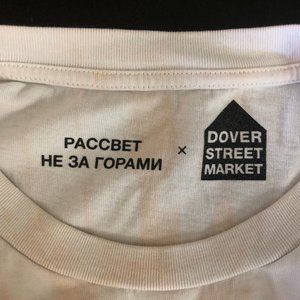 РАССВЕТ
НЕ ЗА ГОРАМИ
×
DOVER
STREET
MARKET